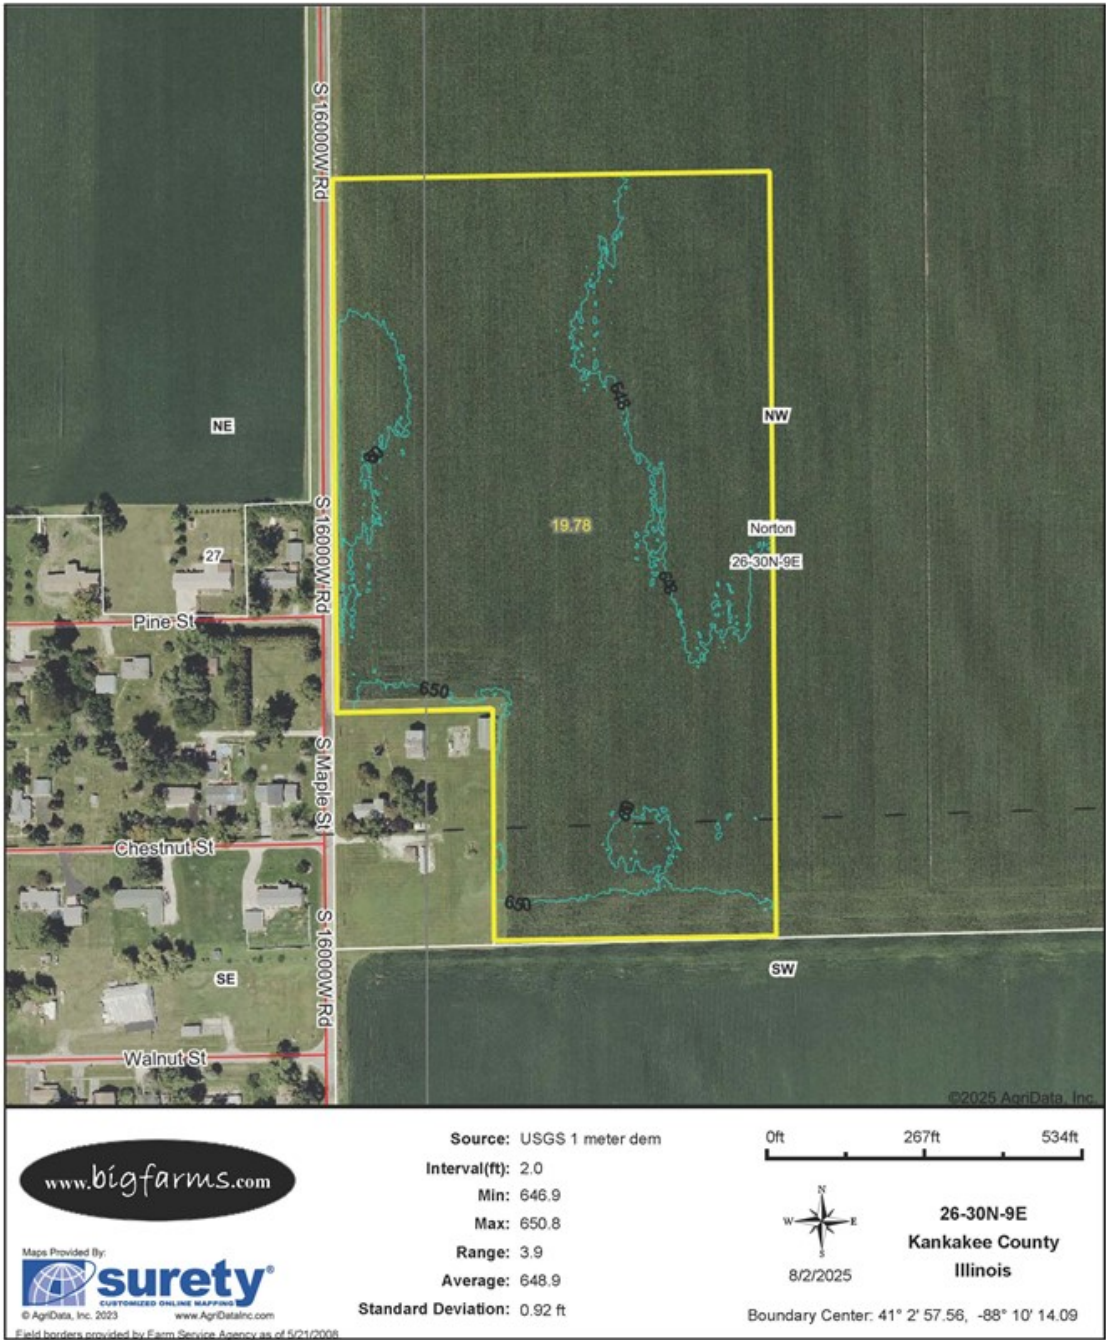 S 16000W Rd
648
NE
NW
S 16000W Rd
19.78
Norton
27
26-30N-9E
Pine St
650
S Maple St
Chestnut St
650
S 16000W Rd
SW
SE
Walnut St
©2025 AgriData, Inc.
www.bigfarms.com
Maps Provided By:
surety®
CUSTOMIZED ONLINE MAPPING
© AgriData, Inc. 2023 www.AgriDataInc.com
Field borders provided by Farm Service Agency as of 5/21/2008.
Source: USGS 1 meter dem
Interval(ft): 2.0
Min: 646.9
Max: 650.8
Range: 3.9
Average: 648.9
Standard Deviation: 0.92 ft
0ft 267ft 534ft
N
W E
S
8/2/2025
26-30N-9E
Kankakee County
Illinois
Boundary Center: 41° 2' 57.56, -88° 10' 14.09